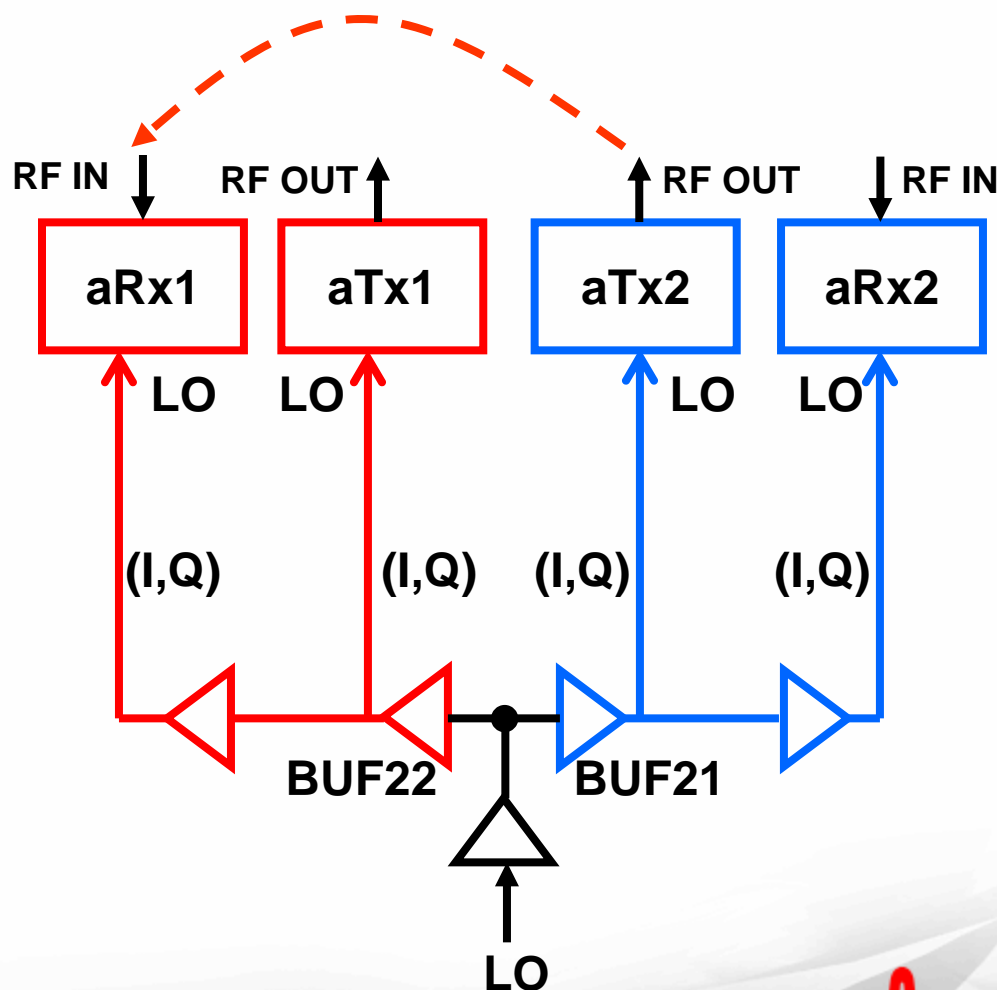 RF IN
RF OUT
RF OUT
RF IN
aRx1
aTx1
aTx2
aRx2
LO
LO
LO
LO
(I,Q)
(I,Q)
(I,Q)
(I,Q)
BUF22
BUF21
LO